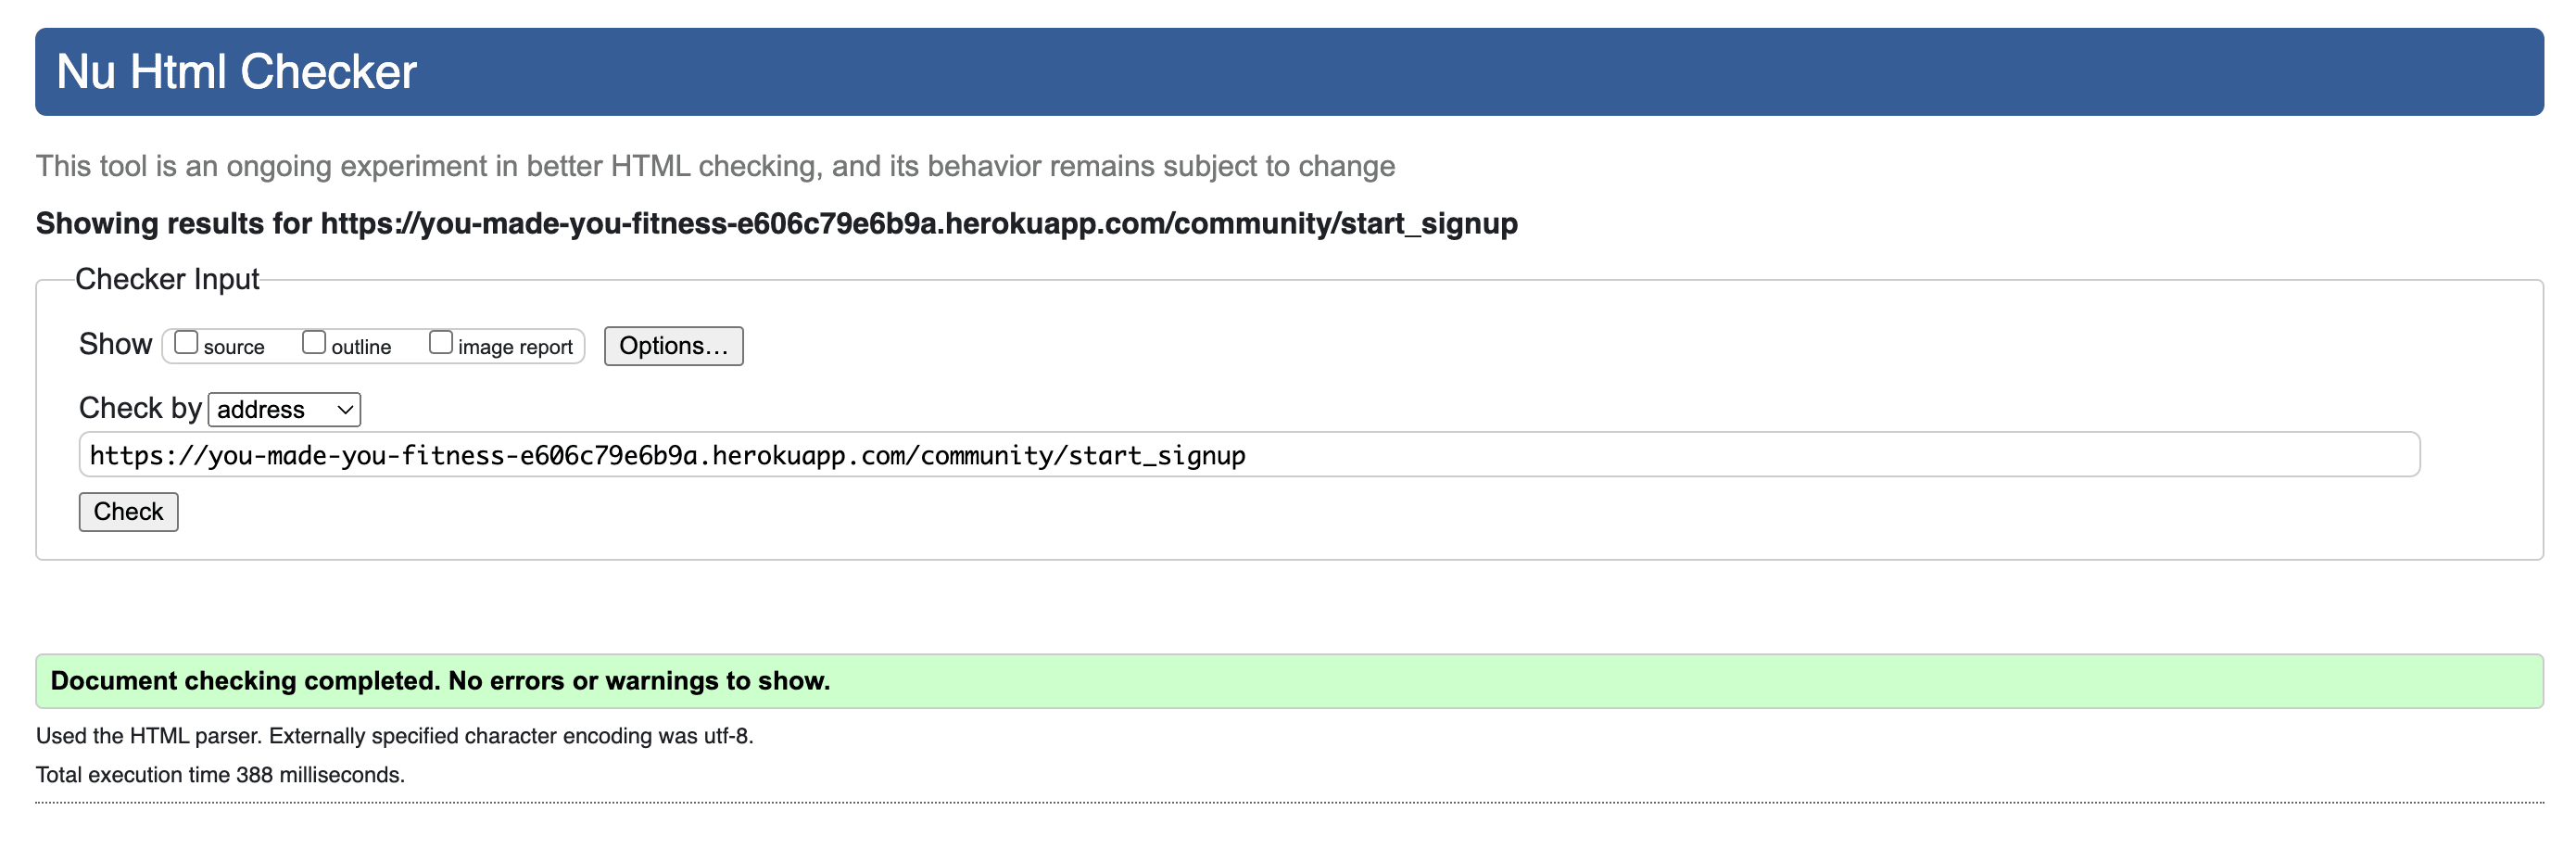 Nu Html Checker
This tool is an ongoing experiment in better HTML checking, and its behavior remains subject to change
Showing results for https://you-made-you-fitness-e606c79e6b9a.herokuapp.com/community/start_signup
Checker Input
Show source outline image report Options...
Check by address
https://you-made-you-fitness-e606c79e6b9a.herokuapp.com/community/start_signup
Check
Document checking completed. No errors or warnings to show.
Used the HTML parser. Externally specified character encoding was utf-8.
Total execution time 388 milliseconds.